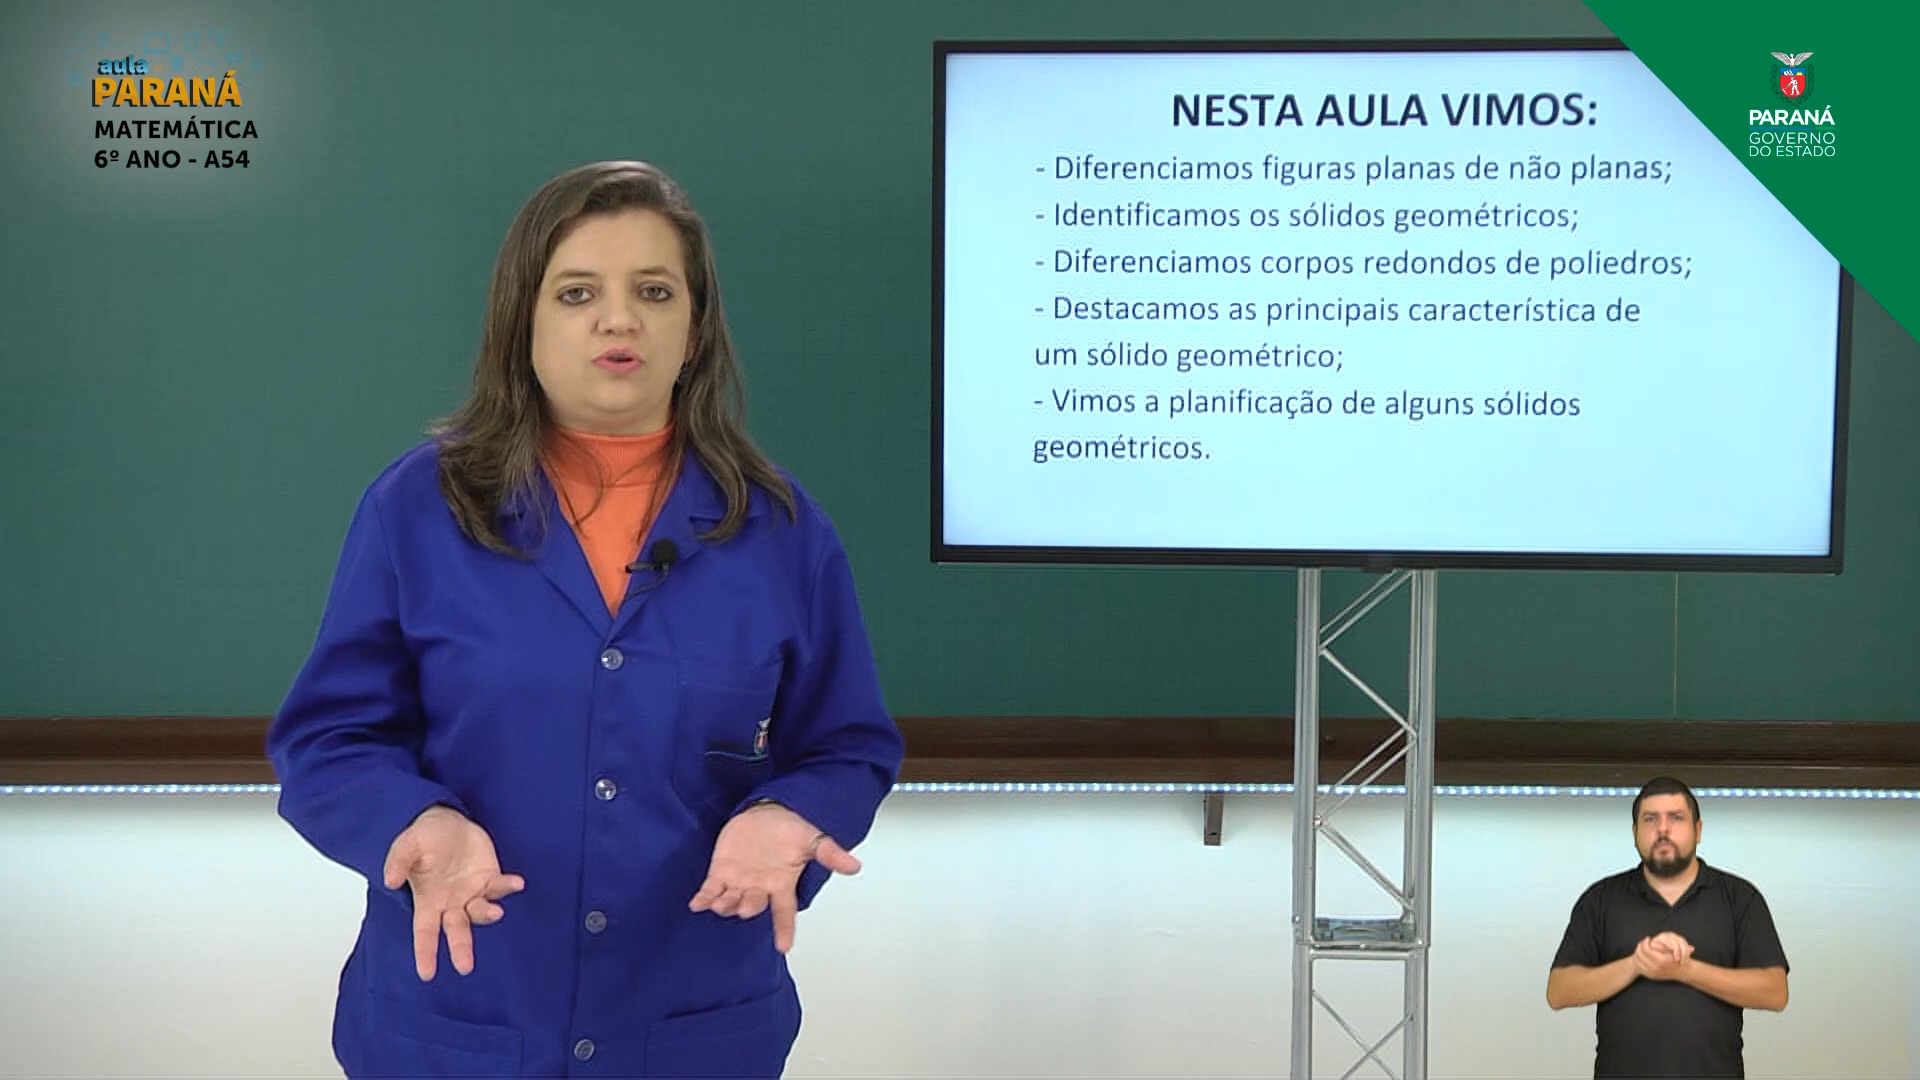 aula
PARANÁ
MATEMÁTICA
6º ANO - A54
NESTA AULA VIMOS:
- Diferenciamos figuras planas de não planas;
- Identificamos os sólidos geométricos;
- Diferenciamos corpos redondos de poliedros;
- Destacamos as principais característica de
um sólido geométrico;
- Vimos a planificação de alguns sólidos
geométricos.
PARANÁ
GOVERNO
DO ESTADO